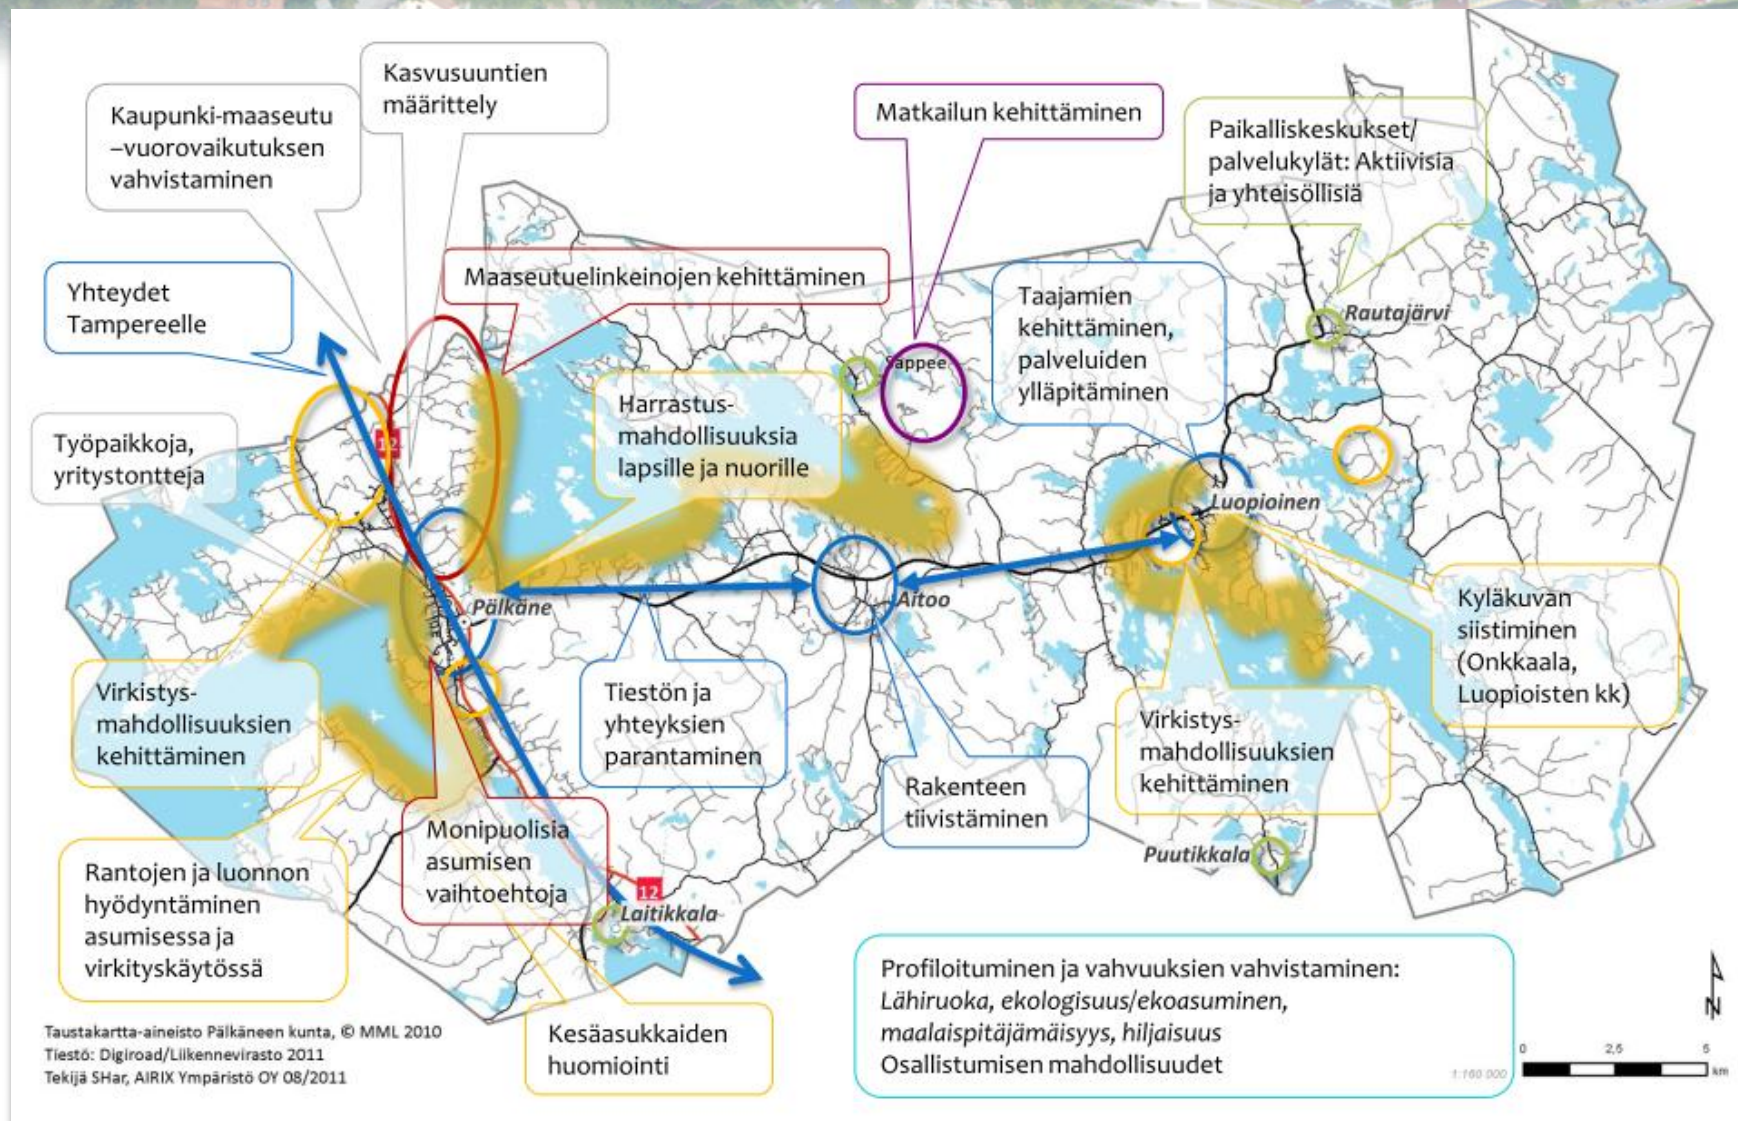 Kasvusuuntien
määrittely
Kaupunki-maaseutu
–vuorovaikutuksen
vahvistaminen
Matkailun kehittäminen
Paikalliskeskukset/
palvelukylät: Aktiivisia
ja yhteisöllisiä
Yhteydet
Tampereelle
Maaseutuelinkeinojen kehittäminen
Taajamien
kehittäminen,
palveluiden
ylläpitäminen
Rautajärvi
Sappee
Harrastus-
mahdollisuuksia
lapsille ja nuorille
Työpaikkoja,
yritystontteja
12
Luopioinen
Pälkäne
Aitoo
Kyläkuvan
siistiminen
(Onkkaala,
Luopioisten kk)
Virkistys-
mahdollisuuksien
kehittäminen
Tiestön ja
yhteyksien
parantaminen
Virkistys-
mahdollisuuksien
kehittäminen
Rakenteen
tiivistäminen
Monipuolisia
asumisen
vaihtoehtoja
Puutikkala
Rantojen ja luonnon
hyödyntäminen
asumisessa ja
virkityskäytössä
12
Laitikkala
Kesäasukkaiden
huomiointi
Profiloituminen ja vahvuuksien vahvistaminen:
Lähiruoka, ekologisuus/ekoasuminen,
maalaispitäjämäisyys, hiljaisuus
Osallistumisen mahdollisuudet
Taustakartta-aineisto Pälkäneen kunta, © MML 2010
Tiestö: Digiroad/Liikennevirasto 2011
Tekijä SHar, AIRIX Ympäristö OY 08/2011
N
0 2,5 5
km
1:160 000